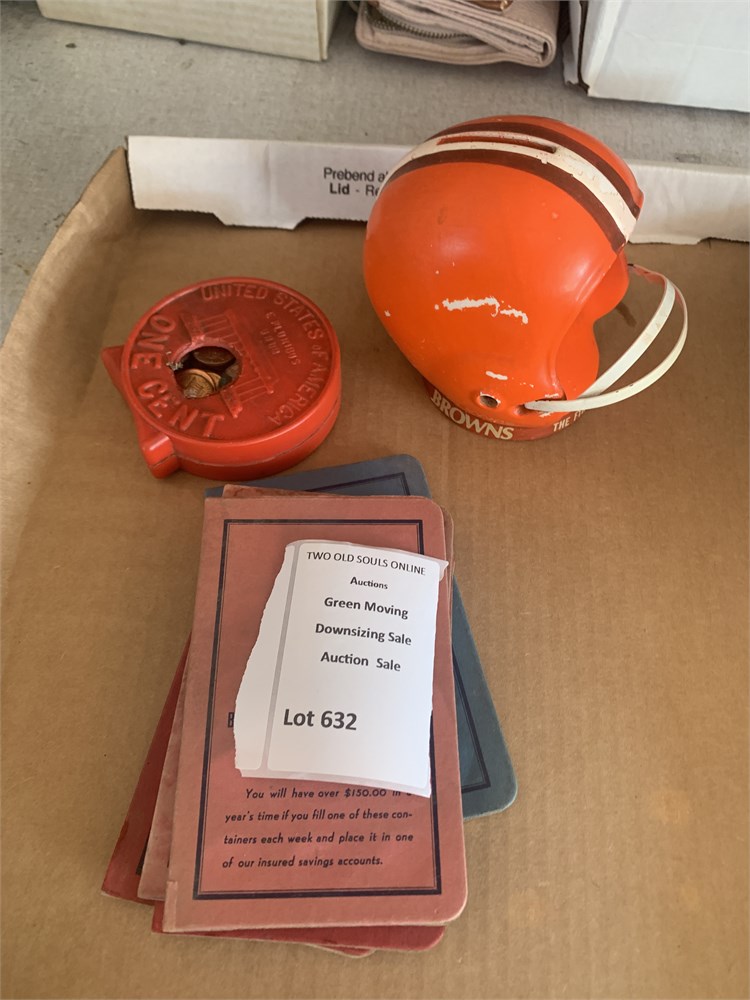 Prebend
Lid -
UNITED STATES OF AMERICA
ONE CENT
BROWNS
THE
TWO OLD SOULS ONLINE
Auctions
Green Moving
Downsizing Sale
Auction Sale
Lot 632
You will have over $150.00 in
year's time if you fill one of these con-
tainers each week and place it in one
of our insured savings accounts.